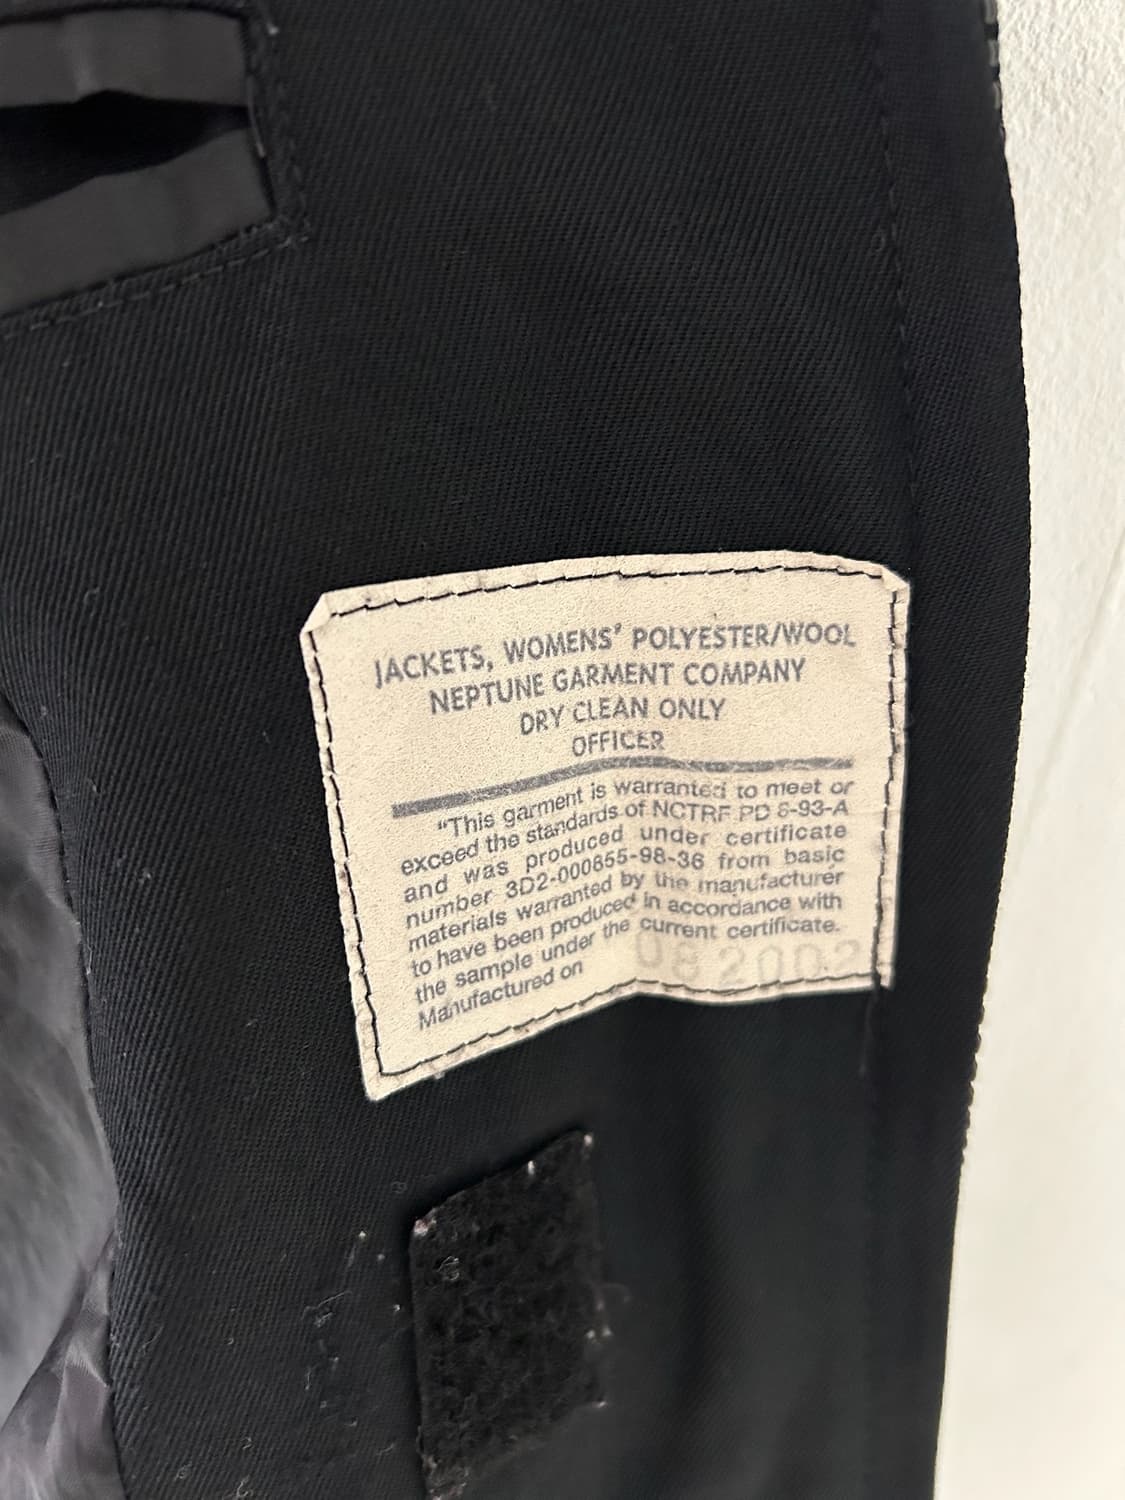 JACKETS, WOMENS' POLYESTER/WOOL
NEPTUNE GARMENT COMPANY
DRY CLEAN ONLY
OFFICER
"This garment is warranted to meet or
exceed the standards of NCTRF PD 6-93-A
and was produced under certificate
number 3D2-000855-98-36 from basic
materials warranted by the manufacturer
to have been produced in accordance with
the sample under the current certificate.
Manufactured on 082002